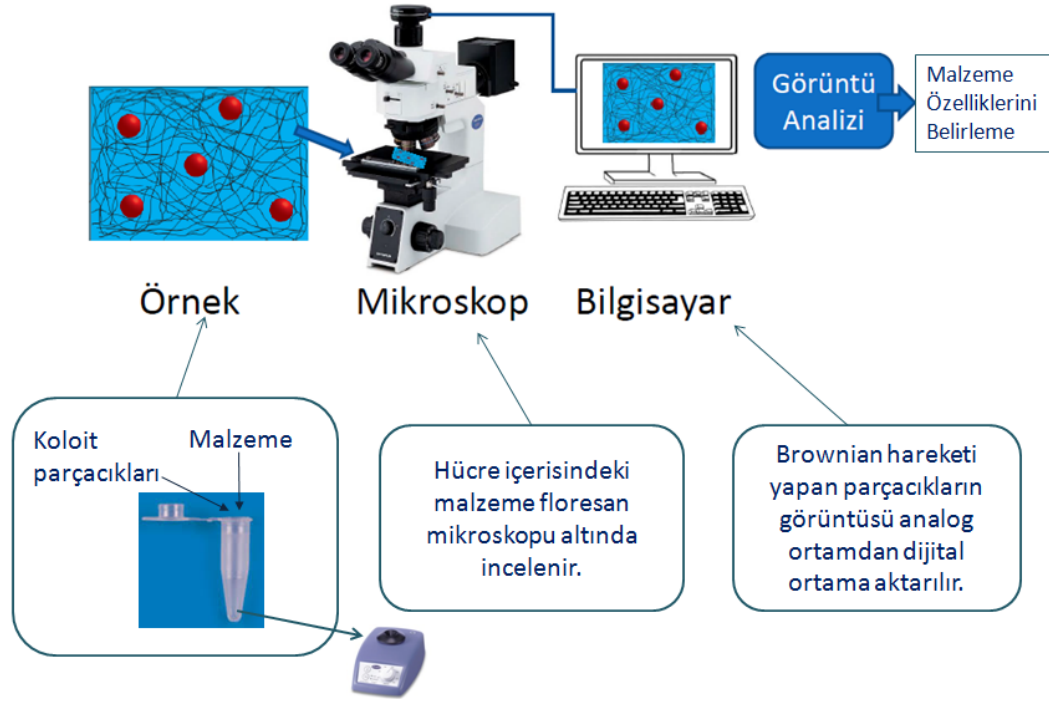 Görüntü
Analizi
Malzeme
Özelliklerini
Belirleme
Örnek
Mikroskop
Bilgisayar
Koloit
parçacıkları
Malzeme
Hücre içerisindeki
malzeme floresan
mikroskopu altında
incelenir.
Brownian hareketi
yapan parçacıkların
görüntüsü analog
ortamdan dijital
ortama aktarılır.